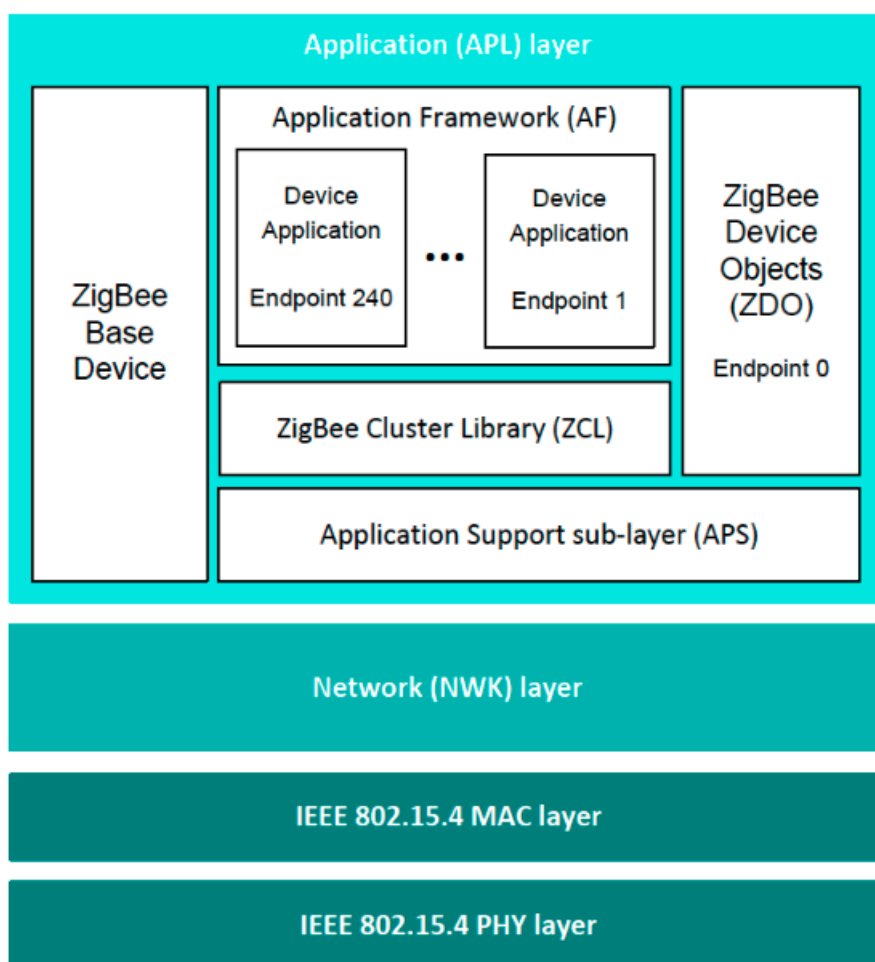 Application (APL) layer
ZigBee
Base
Device
Application Framework (AF)
Device
Application
Endpoint 240
...
Device
Application
Endpoint 1
ZigBee
Device
Objects
(ZDO)
Endpoint 0
ZigBee Cluster Library (ZCL)
Application Support sub-layer (APS)
Network (NWK) layer
IEEE 802.15.4 MAC layer
IEEE 802.15.4 PHY layer